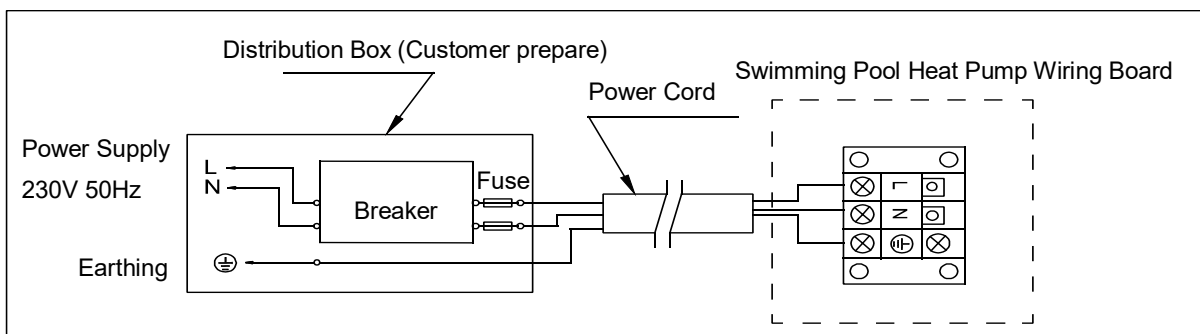 Distribution Box (Customer prepare)
Swimming Pool Heat Pump Wiring Board
Power Cord
Power Supply
230V 50Hz
L
N
Fuse
Breaker
Earthing
L
N